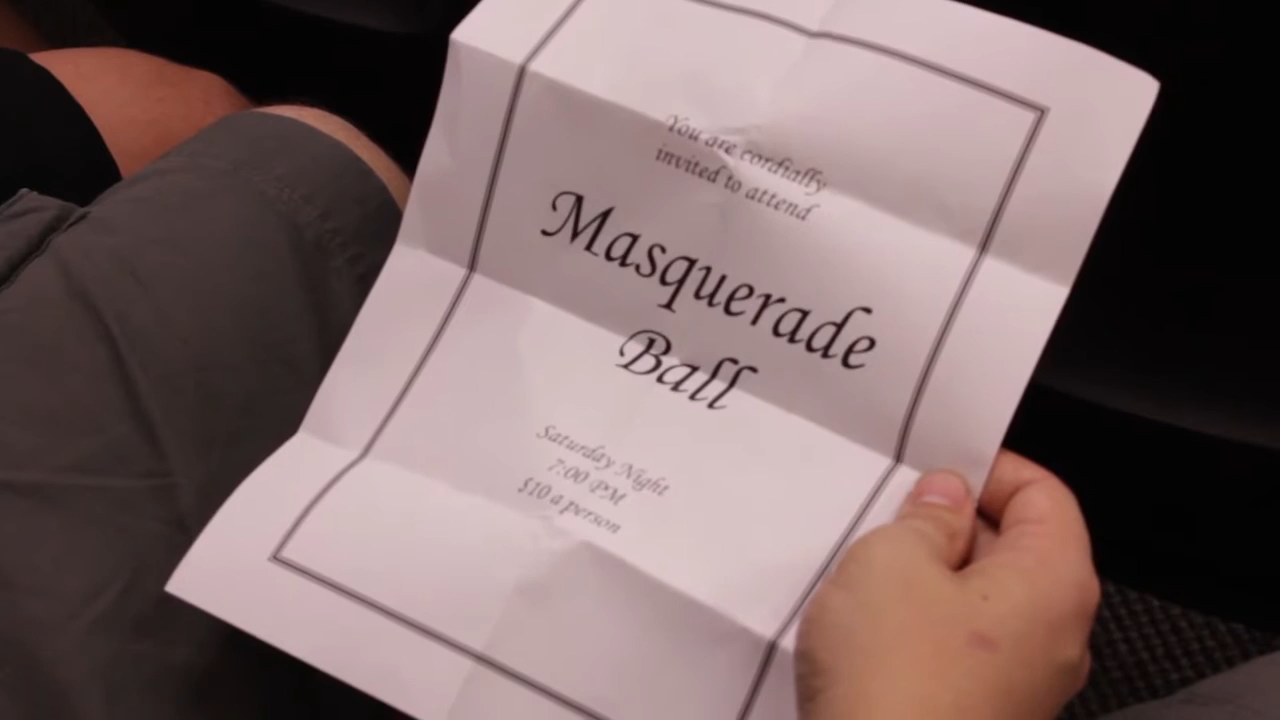 You are cordially
invited to attend
Masquerade
Ball
Saturday Night
7:00 PM
$10 a person